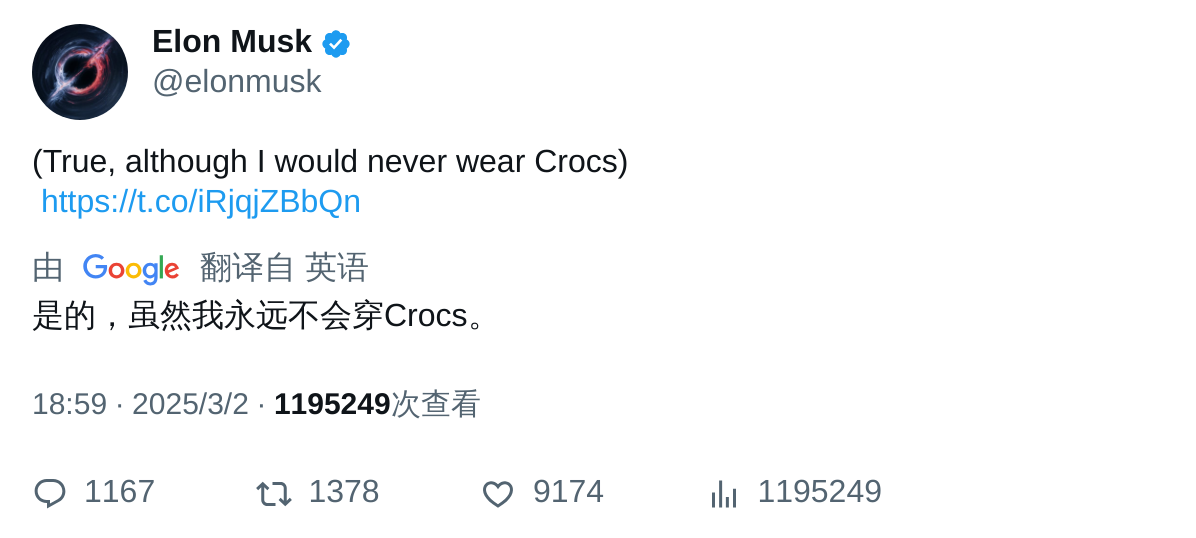 Elon Musk
@elonmusk
(True, although I would never wear Crocs)
https://t.co/iRjqjZBbQn
由 Google 翻译自 英语
是的，虽然我永远不会穿Crocs。
18:59 · 2025/3/2 · 1195249次查看
1167 1378 9174 1195249